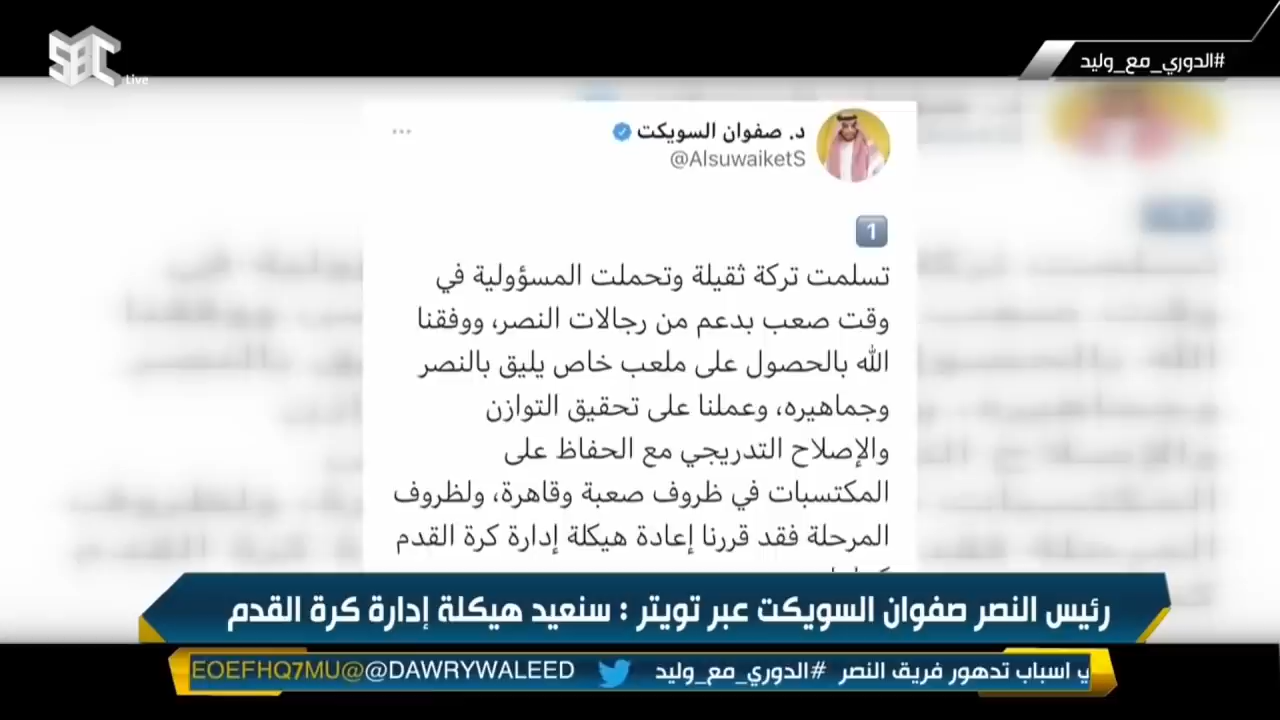 SBC
.live
#الدوري_مع_وليد
د. صفوان السويكت
@AlsuwaiketS
1
تسلمت تركة ثقيلة وتحملت المسؤولية في
وقت صعب بدعم من رجالات النصر، ووفقنا
الله بالحصول على ملعب خاص يليق بالنصر
وجماهيره، وعملنا على تحقيق التوازن
والإصلاح التدريجي مع الحفاظ على
المكتسبات في ظروف صعبة وقاهرة، ولظروف
المرحلة فقد قررنا إعادة هيكلة إدارة كرة القدم
رئيس النصر صفوان السويكت عبر تويتر : سنعيد هيكلة إدارة كرة القدم
ي اسباب تدهور فريق النصر #الدوري_مع_وليد @DAWRYWALEED @EOEFHQ7MU